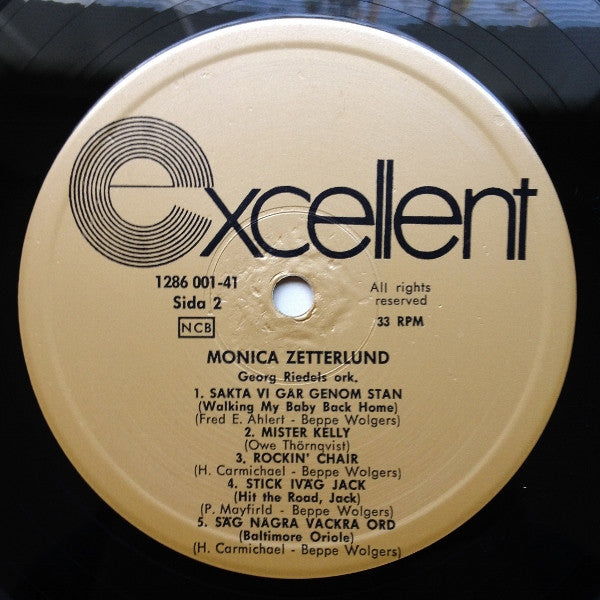 excellent
1286 001-41
Sida 2
NCB
All rights
reserved
33 RPM
MONICA ZETTERLUND
Georg Riedels ork.
1. SAKTA VI GÅR GENOM STAN
(Walking My Baby Back Home)
(Fred E. Ahlert - Beppe Wolgers)
2. MISTER KELLY
(Owe Thörnqvist)
3. ROCKIN' CHAIR
(H. Carmichael - Beppe Wolgers)
4. STICK IVÄG JACK
(Hit the Road, Jack)
(P. Mayfirld - Beppe Wolgers)
5. SÄG NÅGRA VACKRA ORD
(Baltimore Oriole)
(H. Carmichael - Beppe Wolgers)